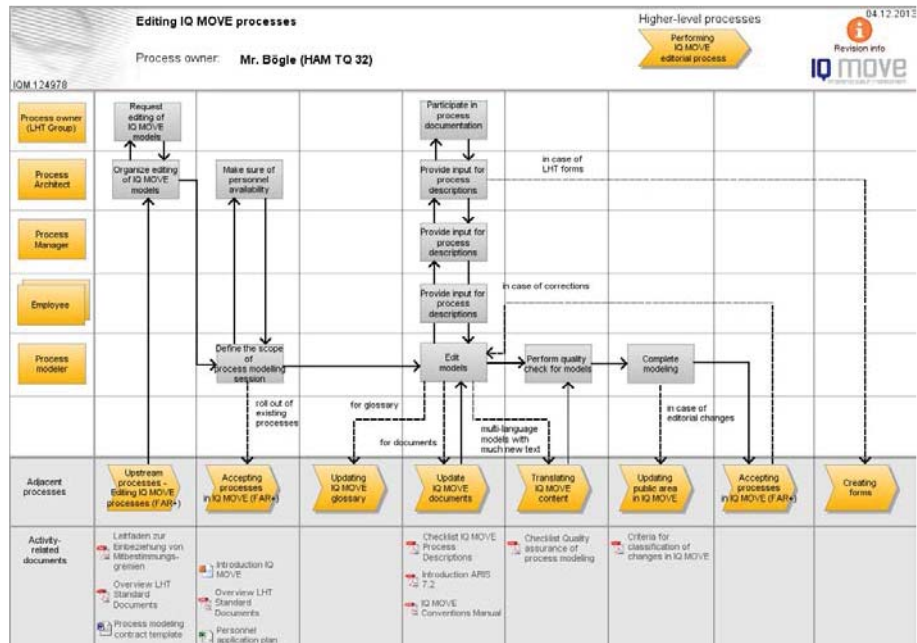 Editing IQ MOVE processes
Process owner: Mr. Bögle (HAM TQ 32)
IQM.124978
Higher-level processes
Performing
IQ MOVE
editorial process
04.12.2013
Revision info
IQ move
Process owner
(LHT Group)
Request
editing of
IQ MOVE
models
Participate in
process
documentation
Process
Architect
Organize editing
of IQ MOVE
models
Make sure of
personnel
availability
Provide input for
process
descriptions
in case of
LHT forms
Process
Manager
Provide input for
process
descriptions
Employee
Provide input for
process
descriptions
in case of corrections
Process
modeler
Define the scope
of
process modelling
session
Edit
models
Perform quality
check for models
Complete
modeling
roll out of
existing
processes
for glossary
for documents
multi-language
models with
much new text
in case of
editorial changes
Adjacent
processes
Upstream
processes -
Editing IQ MOVE
processes (FAR+)
Accepting
processes
in IQ MOVE (FAR+)
Updating
IQ MOVE
glossary
Update
IQ MOVE
documents
Translating
IQ MOVE
content
Updating
public area
in IQ MOVE
Accepting
processes
in IQ MOVE (FAR+)
Creating
forms
Activity-
related
documents
Leitfaden zur
Einbeziehung von
Mitbestimmungs-
gremien
Overview LHT
Standard
Documents
Process modeling
contract template
Introduction IQ
MOVE
Overview LHT
Standard
Documents
Personnel
application plan
Checklist IQ MOVE
Process
Descriptions
Introduction ARIS
7.2
IQ MOVE
Conventions Manual
Checklist Quality
assurance of
process modeling
Criteria for
classification of
changes in IQ MOVE